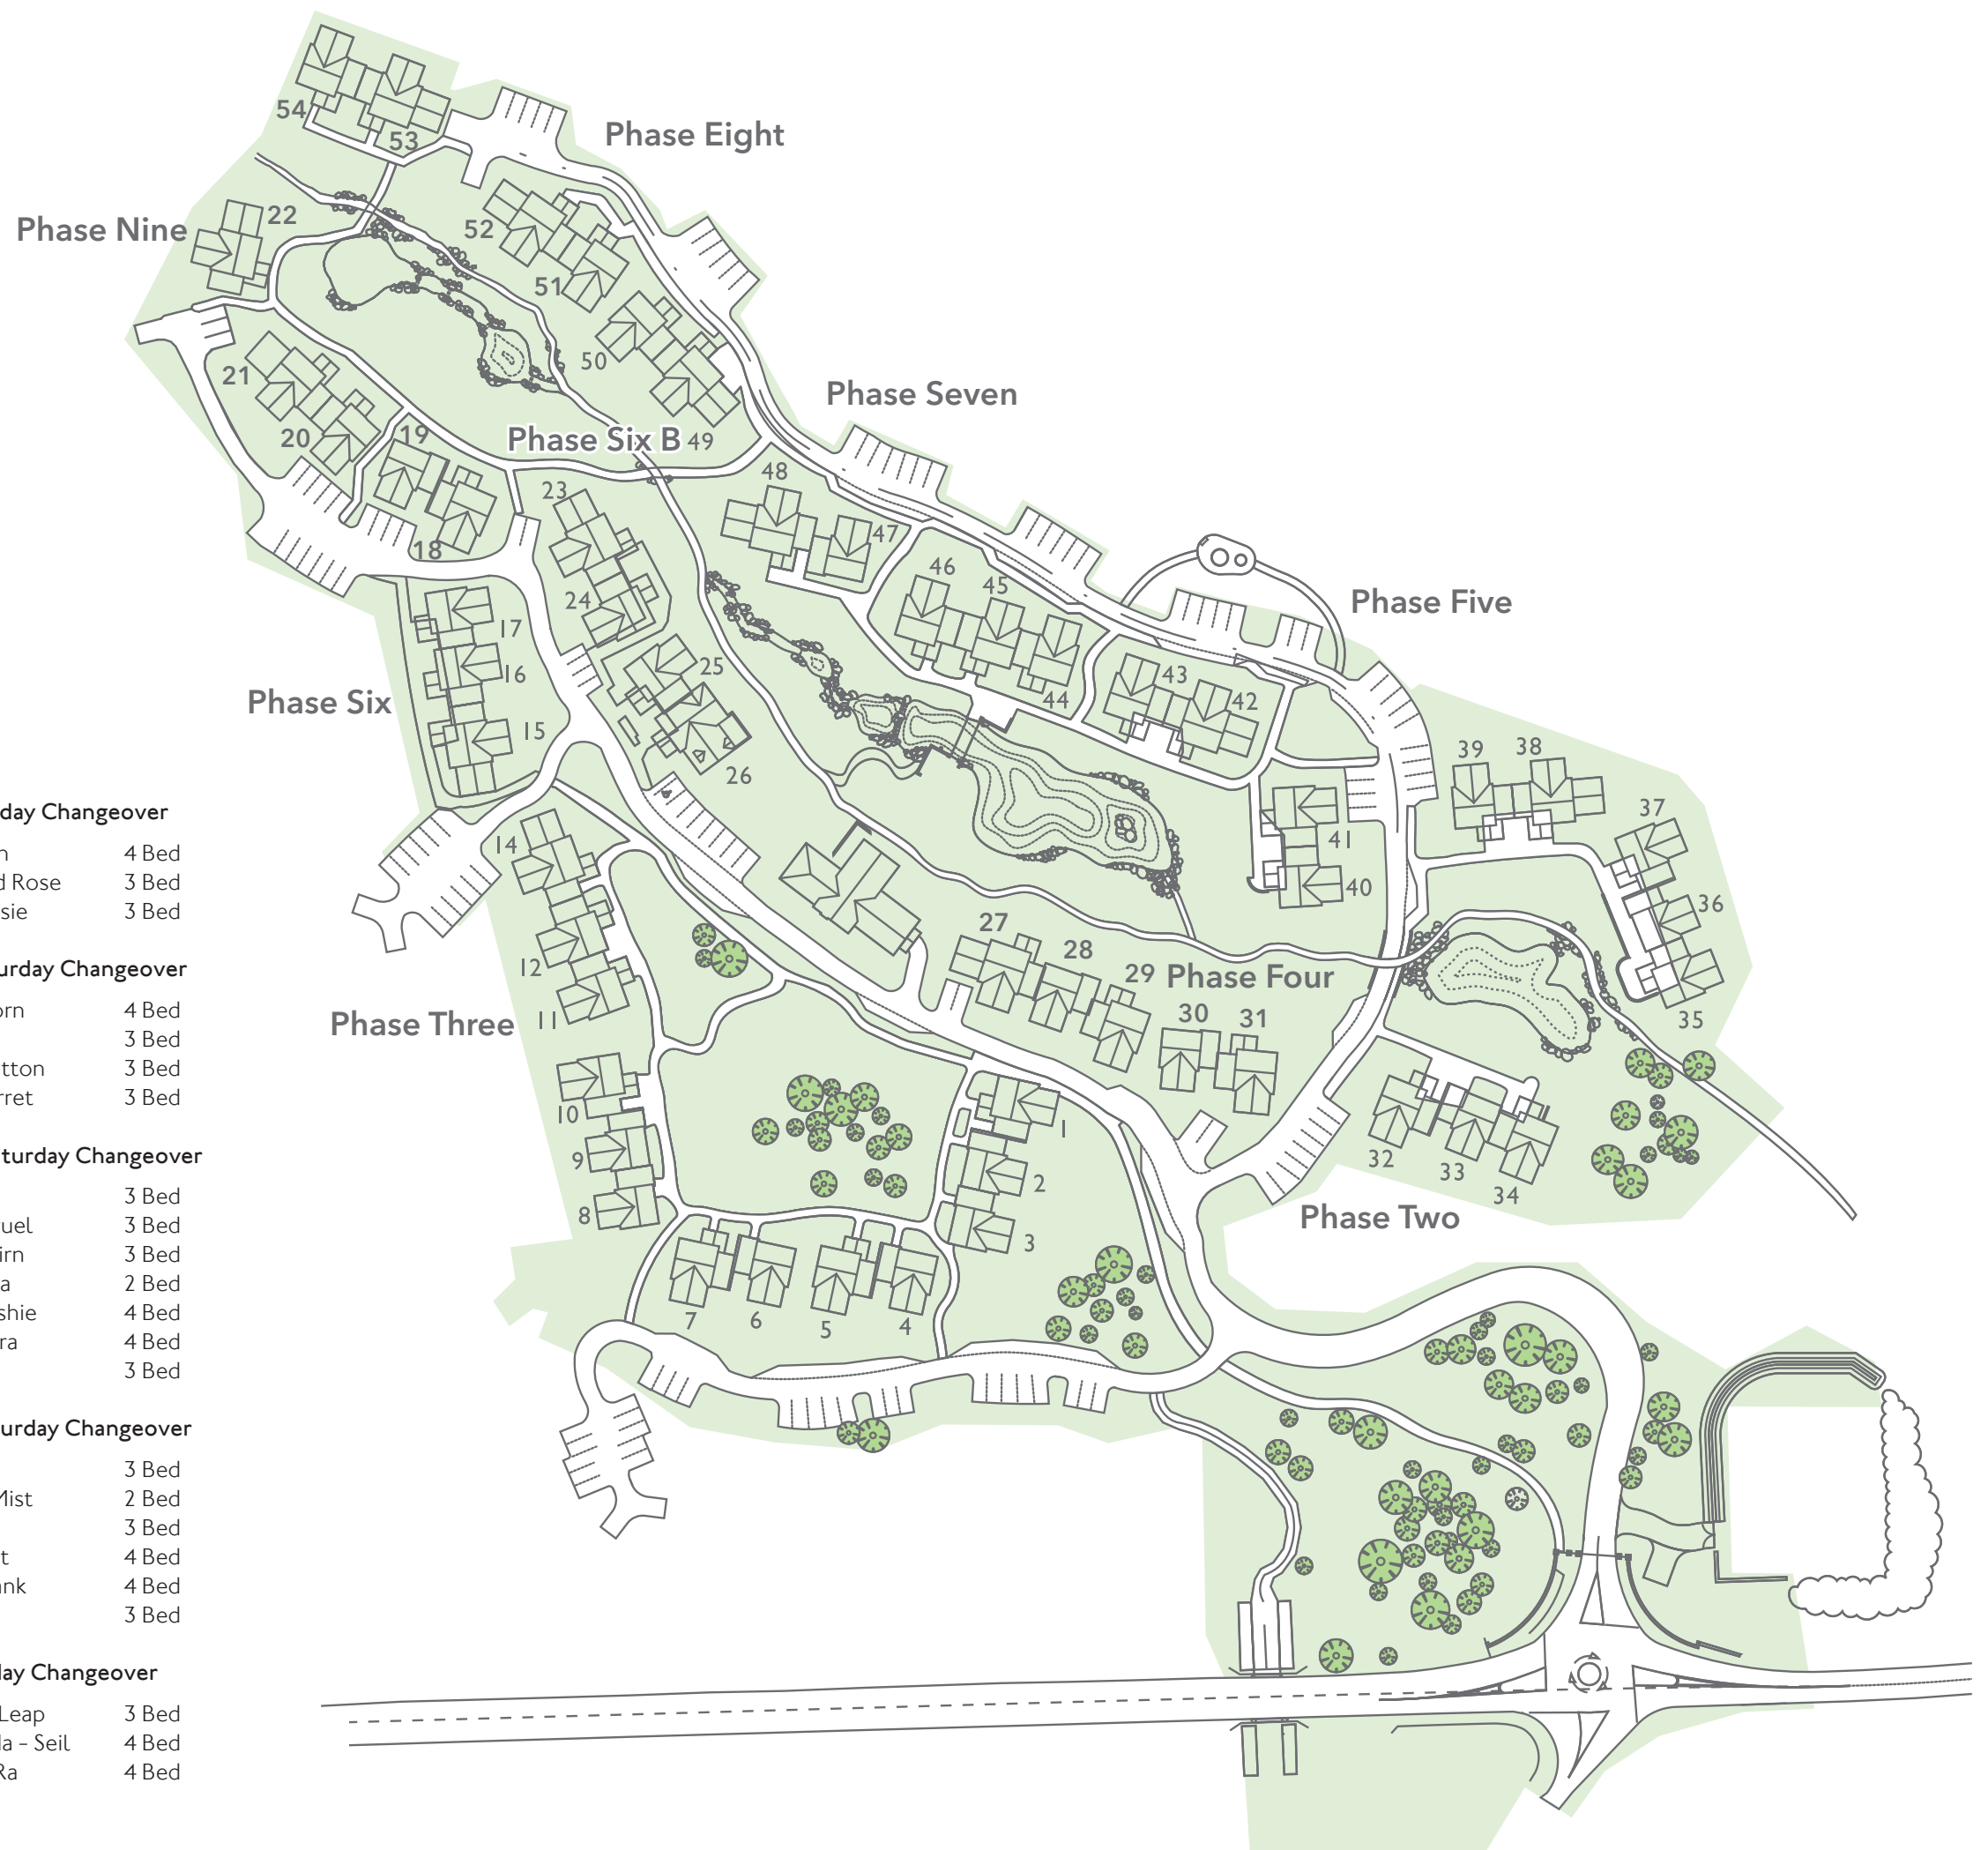 Phase Eight
54
53
22
Phase Nine
52
51
50
21
Phase Seven
20
19
Phase Six B
49
48
23
47
18
46
45
24
Phase Five
17
25
16
43
Phase Six
44
42
15
26
39
38
37
41
14
40
36
27
28
12
29
Phase Four
30
31
35
Phase Three
11
10
1
9
32
33
2
34
8
3
Phase Two
7
6
5
4
day Changeover
4 Bed
Rose 3 Bed
sie 3 Bed
urday Changeover
orn 4 Bed
3 Bed
tton 3 Bed
rret 3 Bed
turday Changeover
3 Bed
uel 3 Bed
irn 3 Bed
a 2 Bed
shie 4 Bed
ra 4 Bed
3 Bed
urday Changeover
3 Bed
Mist 2 Bed
3 Bed
t 4 Bed
ank 4 Bed
3 Bed
day Changeover
Leap 3 Bed
la – Seil 4 Bed
Ra 4 Bed